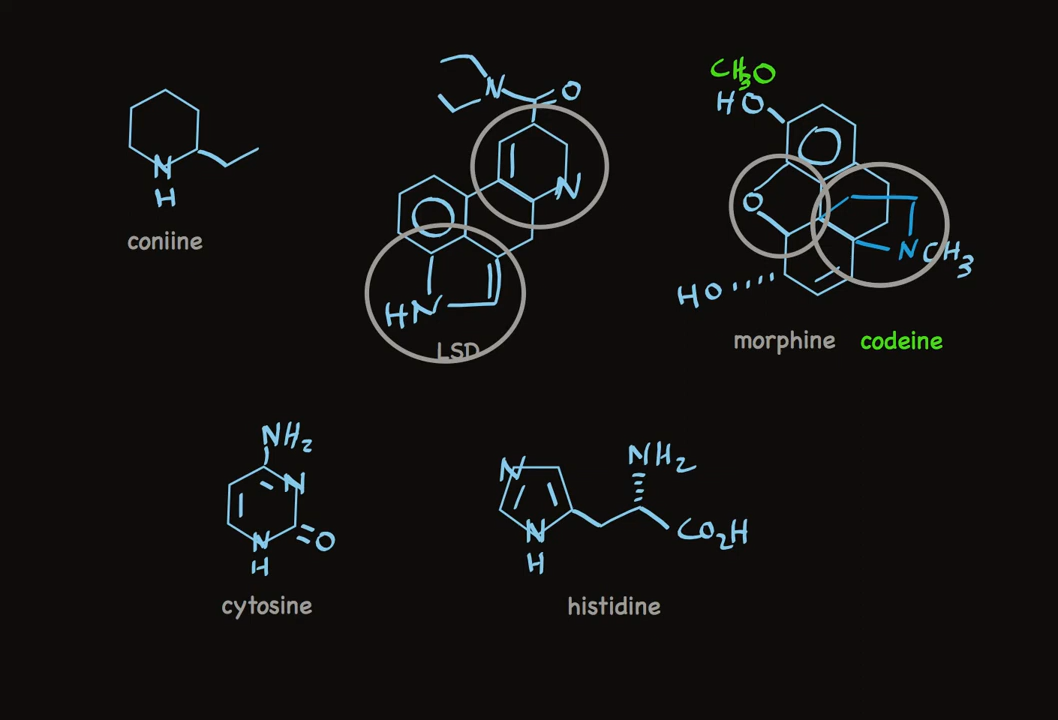 N
H
coniine
N
O
N
HN
LSD
CH3O
HO
O
NCH3
HO
morphine codeine
NH2
N
N
H
O
cytosine
N
N
H
NH2
CO2H
histidine